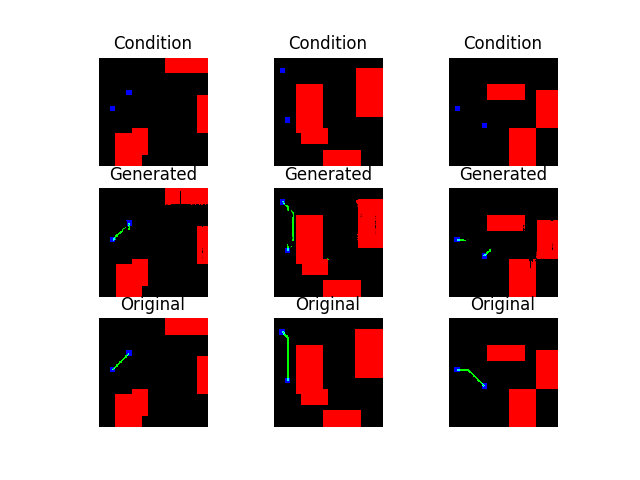 Condition Condition Condition
Generated Generated Generated
Original Original Original